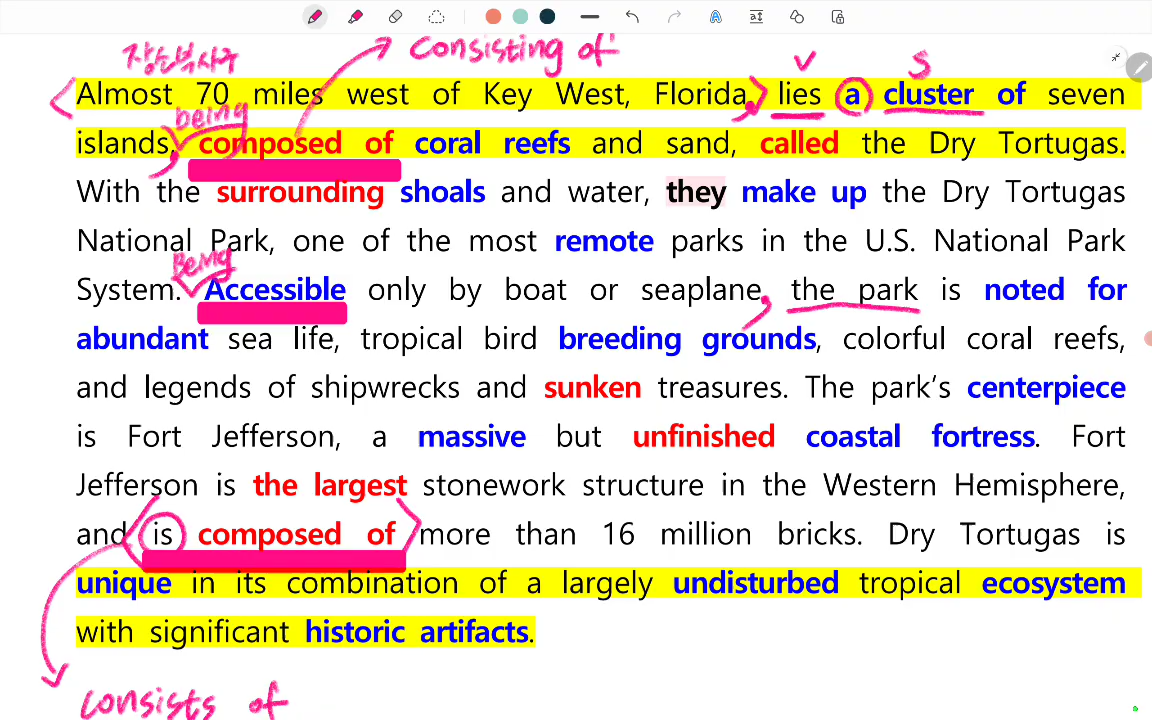 장소부사구 consisting of V S
Almost 70 miles west of Key West, Florida, lies a cluster of seven
being
islands, composed of coral reefs and sand, called the Dry Tortugas.
With the surrounding shoals and water, they make up the Dry Tortugas
National Park, one of the most remote parks in the U.S. National Park
Being
System. Accessible only by boat or seaplane, the park is noted for
abundant sea life, tropical bird breeding grounds, colorful coral reefs,
and legends of shipwrecks and sunken treasures. The park's centerpiece
is Fort Jefferson, a massive but unfinished coastal fortress. Fort
Jefferson is the largest stonework structure in the Western Hemisphere,
and is composed of more than 16 million bricks. Dry Tortugas is
unique in its combination of a largely undisturbed tropical ecosystem
with significant historic artifacts.
consists of